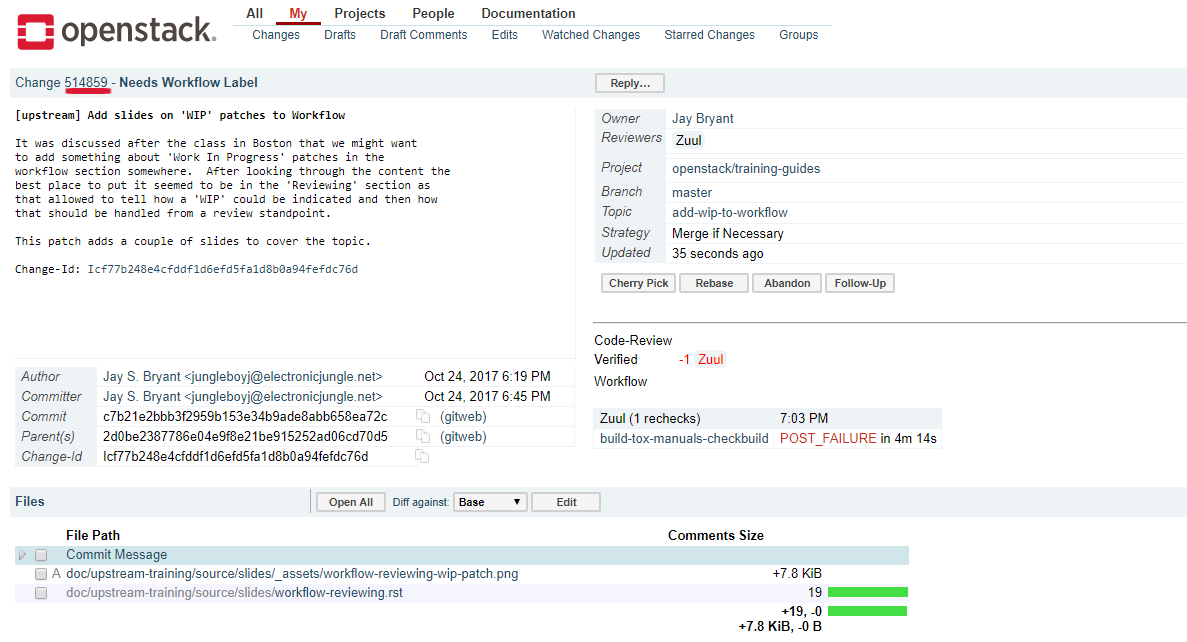 openstack.
All My Projects People Documentation
Changes Drafts Draft Comments Edits Watched Changes Starred Changes Groups
Change 514859 - Needs Workflow Label
Reply…
[upstream] Add slides on 'WIP' patches to Workflow
It was discussed after the class in Boston that we might want
to add something about 'Work In Progress' patches in the
workflow section somewhere.  After looking through the content the
best place to put it seemed to be in the 'Reviewing' section as
that allowed to tell how a 'WIP' could be indicated and then how
that should be handled from a review standpoint.
This patch adds a couple of slides to cover the topic.
Change-Id: Icf77b248e4cfddf1d6efd5fa1d8b0a94fefdc76d
Owner Jay Bryant
Reviewers Zuul
Project openstack/training-guides
Branch master
Topic add-wip-to-workflow
Strategy Merge if Necessary
Updated 35 seconds ago
Cherry Pick Rebase Abandon Follow-Up
Code-Review
Verified -1 Zuul
Workflow
Zuul (1 rechecks) 7:03 PM
build-tox-manuals-checkbuild POST_FAILURE in 4m 14s
Author Jay S. Bryant <jungleboyj@electronicjungle.net> Oct 24, 2017 6:19 PM
Committer Jay S. Bryant <jungleboyj@electronicjungle.net> Oct 24, 2017 6:45 PM
Commit c7b21e2bbb3f2959b153e34b9ade8abb658ea72c (gitweb)
Parent(s) 2d0be2387786e04e9f8e21be915252ad06cd70d5 (gitweb)
Change-Id Icf77b248e4cfddf1d6efd5fa1d8b0a94fefdc76d
Files Open All Diff against: Base Edit
File Path Comments Size
Commit Message
A doc/upstream-training/source/slides/_assets/workflow-reviewing-wip-patch.png +7.8 KiB
doc/upstream-training/source/slides/workflow-reviewing.rst 19
+19, -0
+7.8 KiB, -0 B